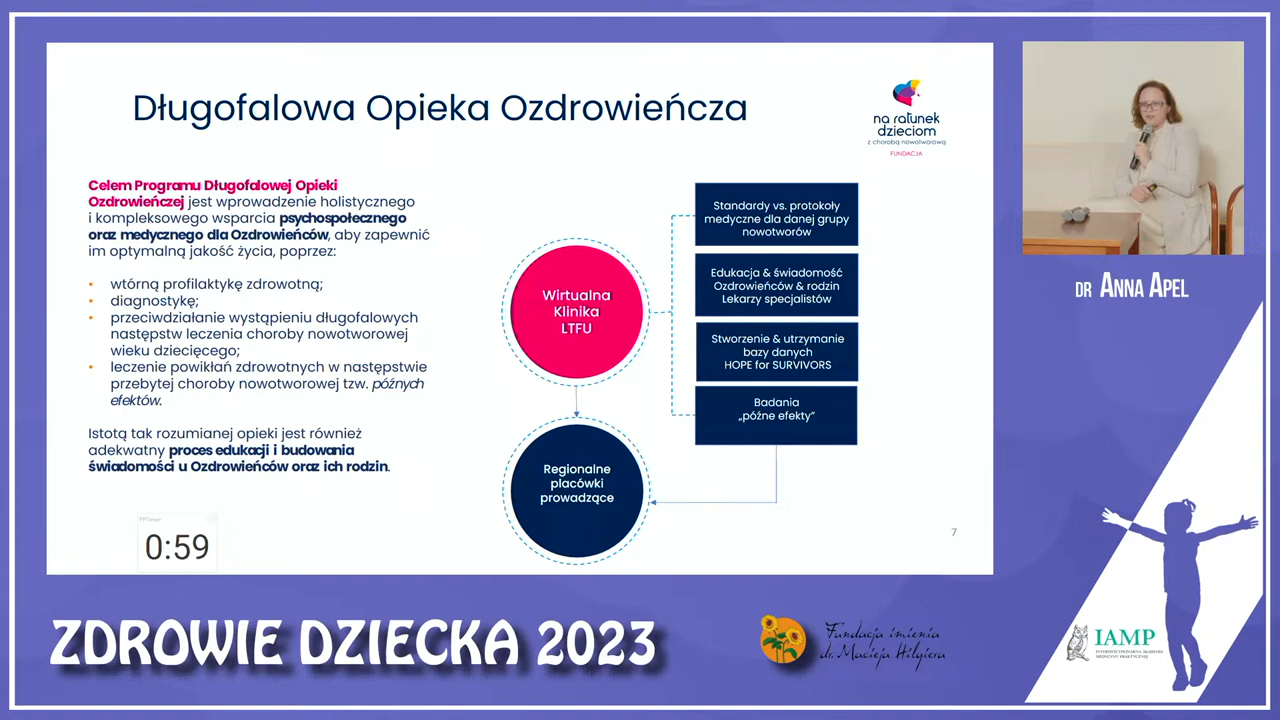 Długofalowa Opieka Ozdrowieńcza
na ratunek
dzieciom
z chorobą nowotworową
FUNDACJA
Celem Programu Długofalowej Opieki
Ozdrowieńczej jest wprowadzenie holistycznego
i kompleksowego wsparcia psychospołecznego
oraz medycznego dla Ozdrowieńców, aby zapewnić
im optymalną jakość życia, poprzez:
• wtórną profilaktykę zdrowotną;
• diagnostykę;
• przeciwdziałanie wystąpieniu długofalowych
następstw leczenia choroby nowotworowej
wieku dziecięcego;
• leczenie powikłań zdrowotnych w następstwie
przebytej choroby nowotworowej tzw. późnych
efektów.
Istotą tak rozumianej opieki jest również
adekwatny proces edukacji i budowania
świadomości u Ozdrowieńców oraz ich rodzin.
Wirtualna
Klinika
LTFU
Regionalne
placówki
prowadzące
Standardy vs. protokoły
medyczne dla danej grupy
nowotworów
Edukacja & świadomość
Ozdrowieńców & rodzin
Lekarzy specjalistów
Stworzenie & utrzymanie
bazy danych
HOPE for SURVIVORS
Badania
„późne efekty”
7
PPTimer
0:59
DR ANNA APEL
ZDROWIE DZIECKA 2023
Fundacja imienia
dr. Macieja Hilgiera
IAMP
INTERDYSCYPLINARNA AKADEMIA
MEDYCYNY PRAKTYCZNEJ